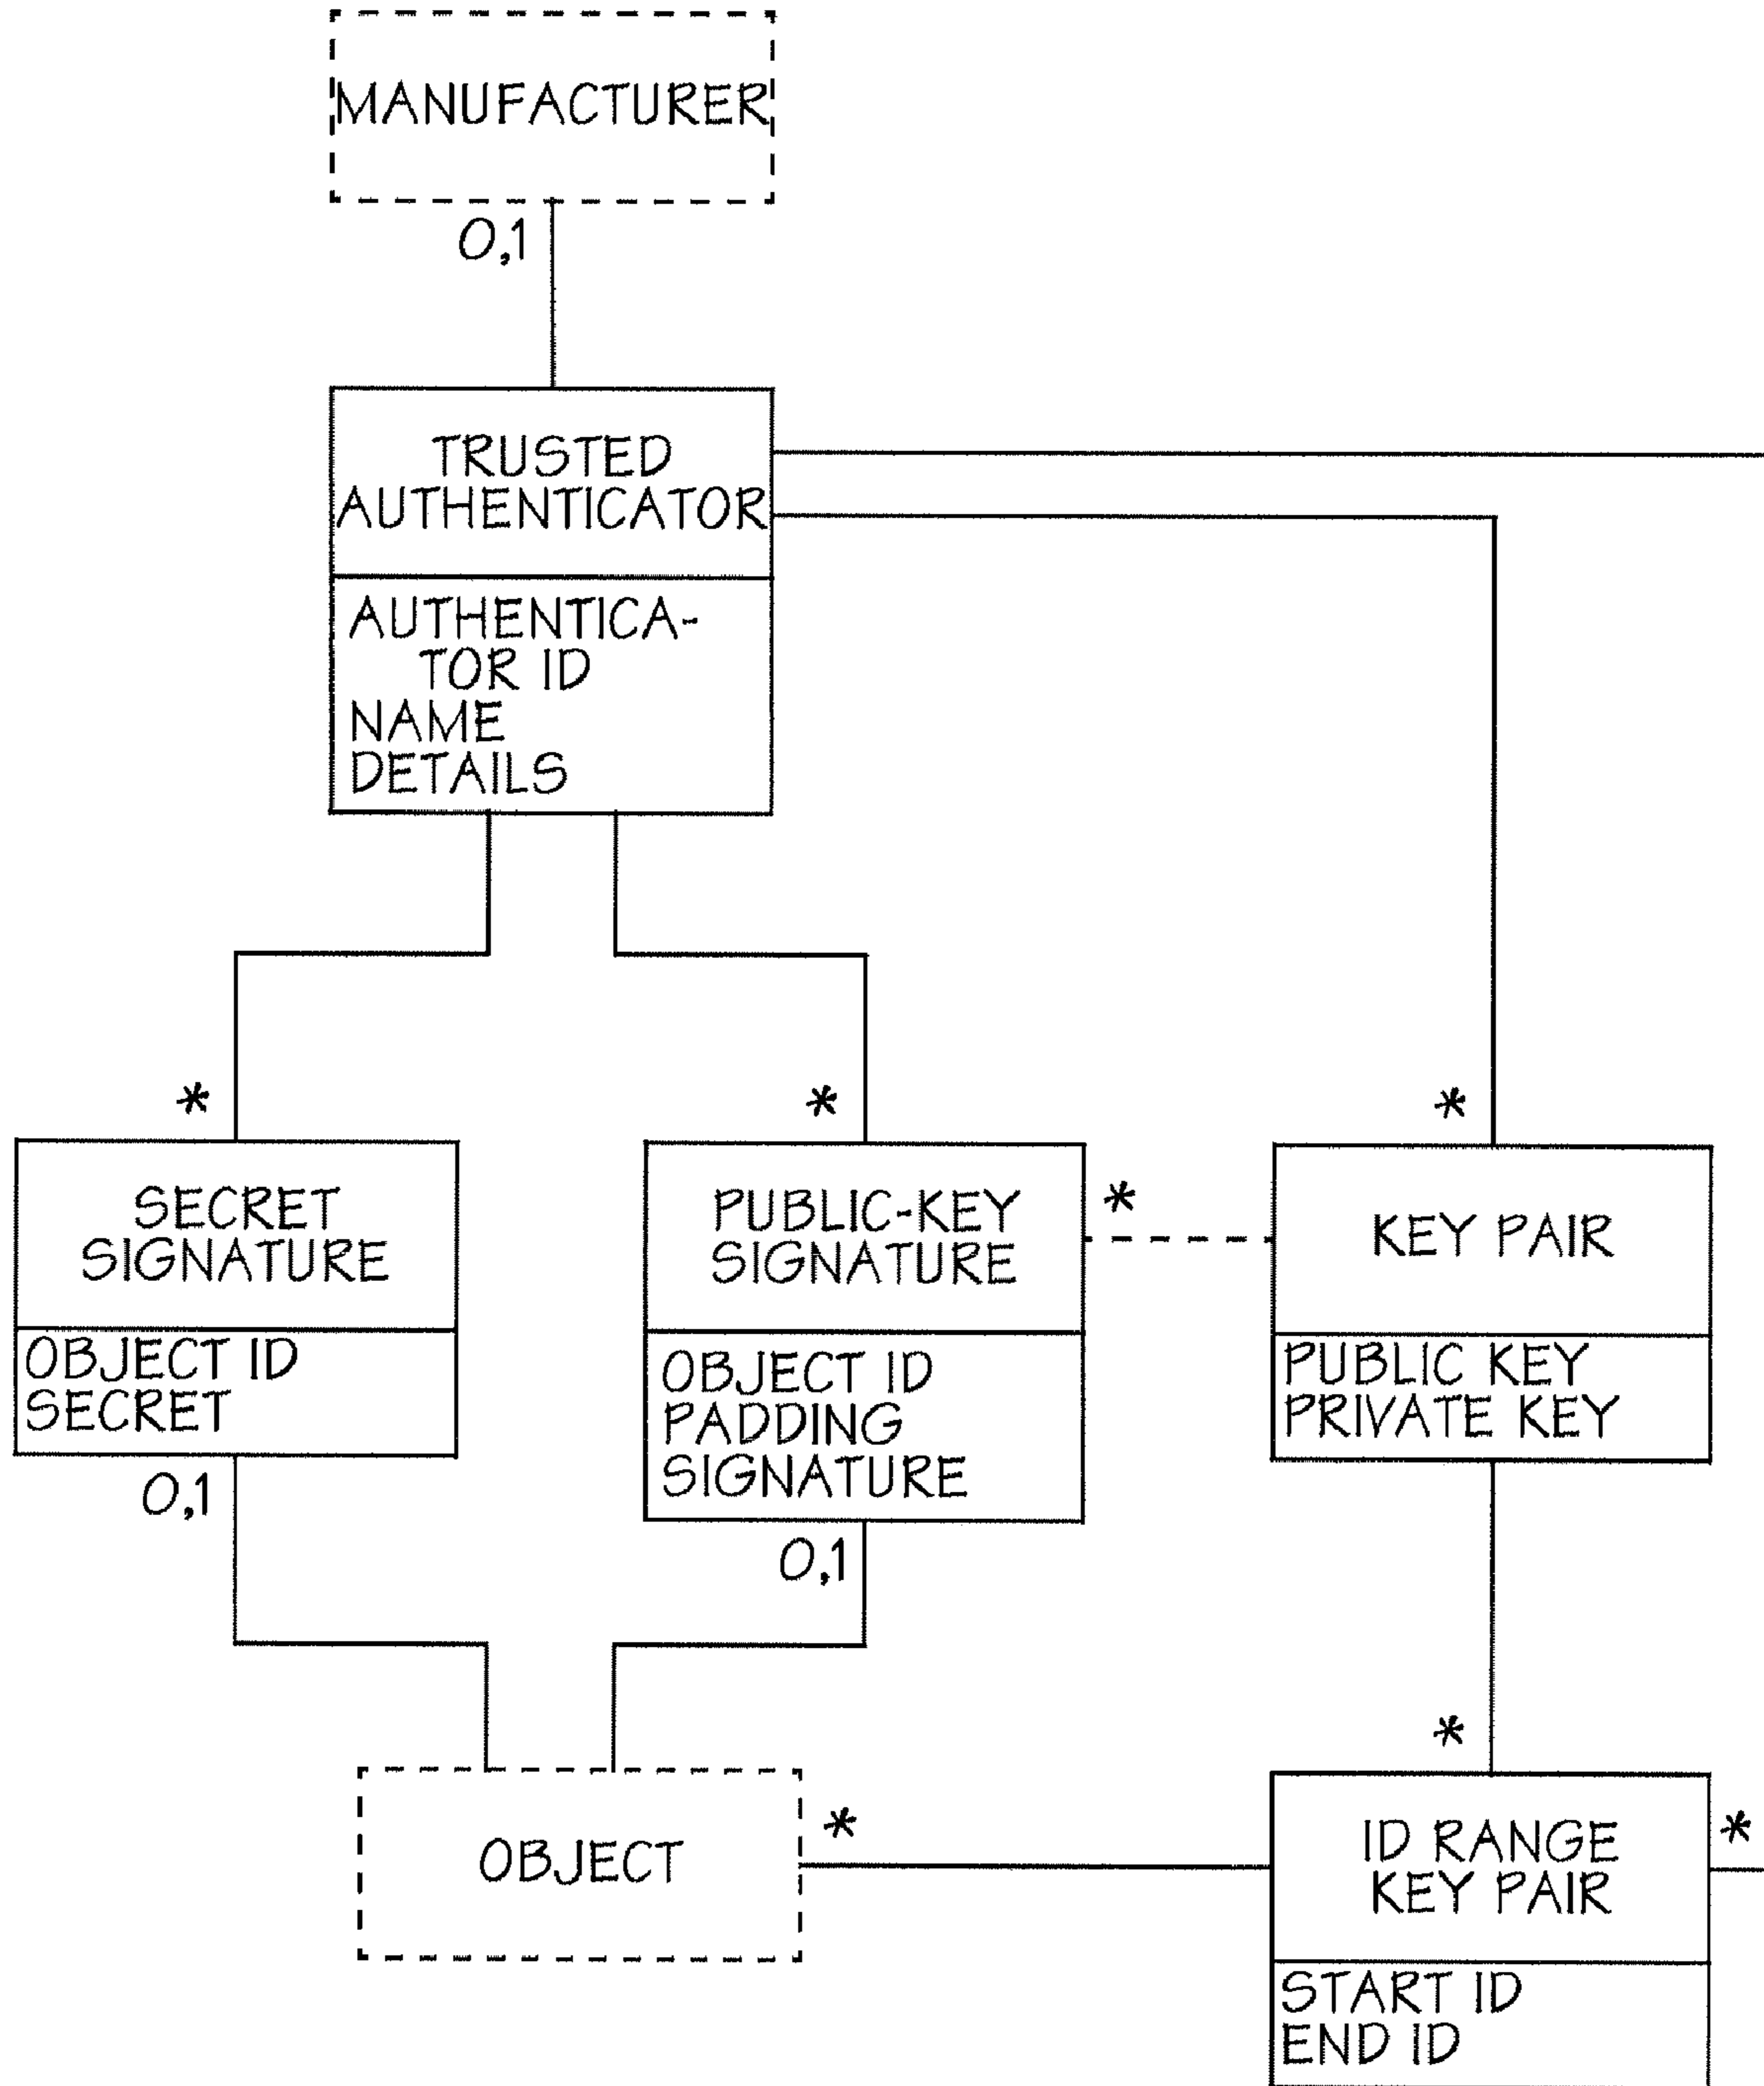 MANUFACTURER
0,1
TRUSTED
AUTHENTICATOR
AUTHENTICA-
TOR ID
NAME
DETAILS
*
*
*
SECRET
SIGNATURE
OBJECT ID
SECRET
0,1
PUBLIC-KEY
SIGNATURE
*
OBJECT ID
PADDING
SIGNATURE
0,1
KEY PAIR
PUBLIC KEY
PRIVATE KEY
*
OBJECT
*
ID RANGE
KEY PAIR
*
START ID
END ID